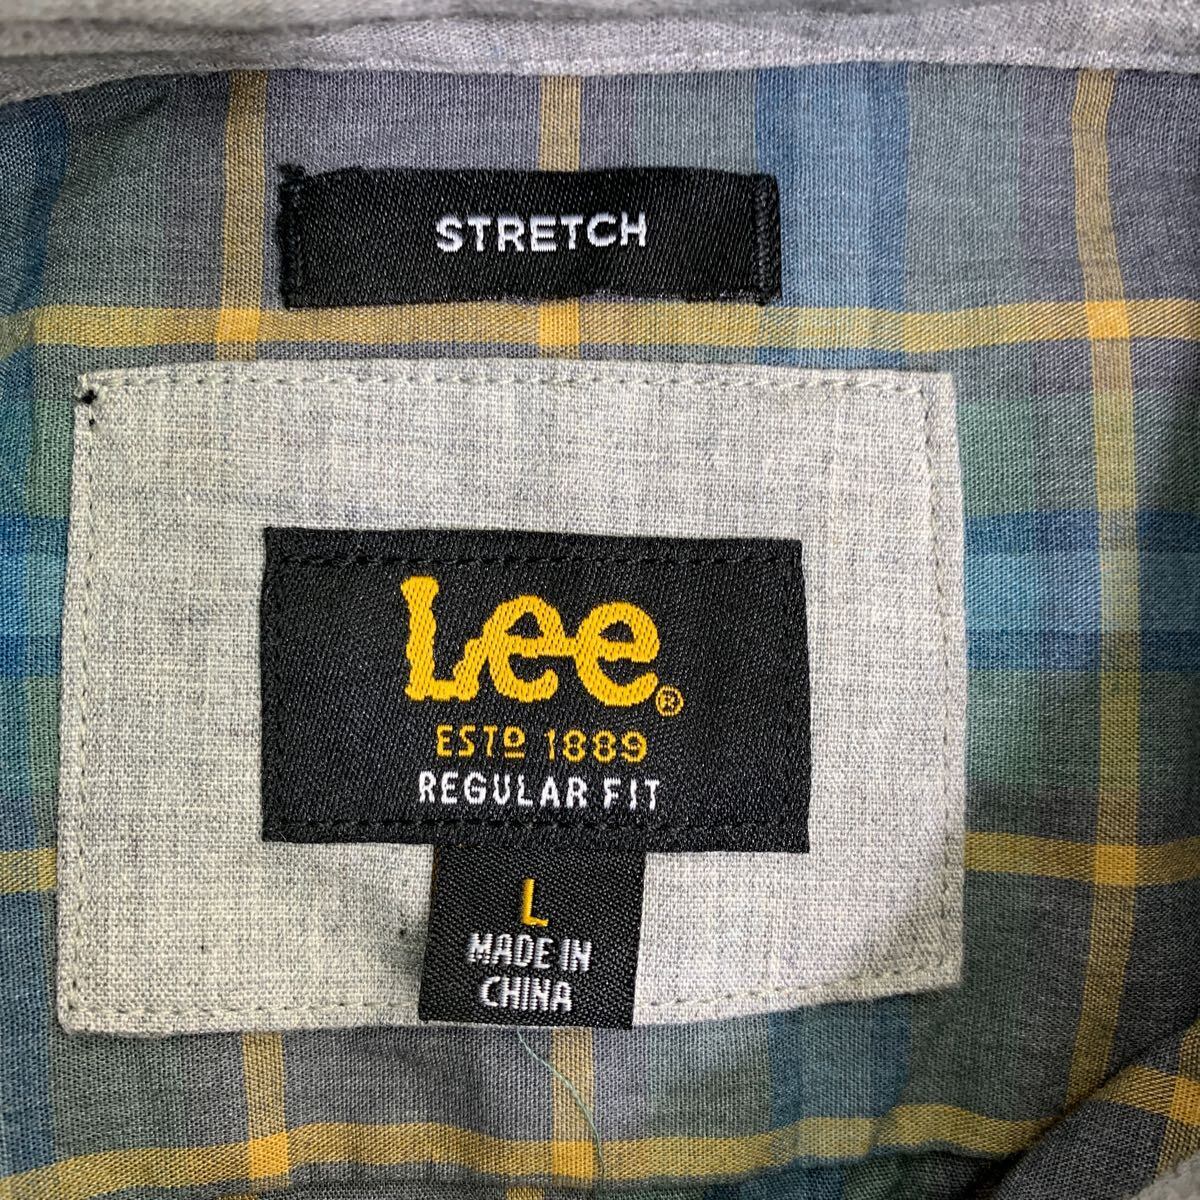 STRETCH
Lee®
ESTD 1889
REGULAR FIT
L
MADE IN
CHINA